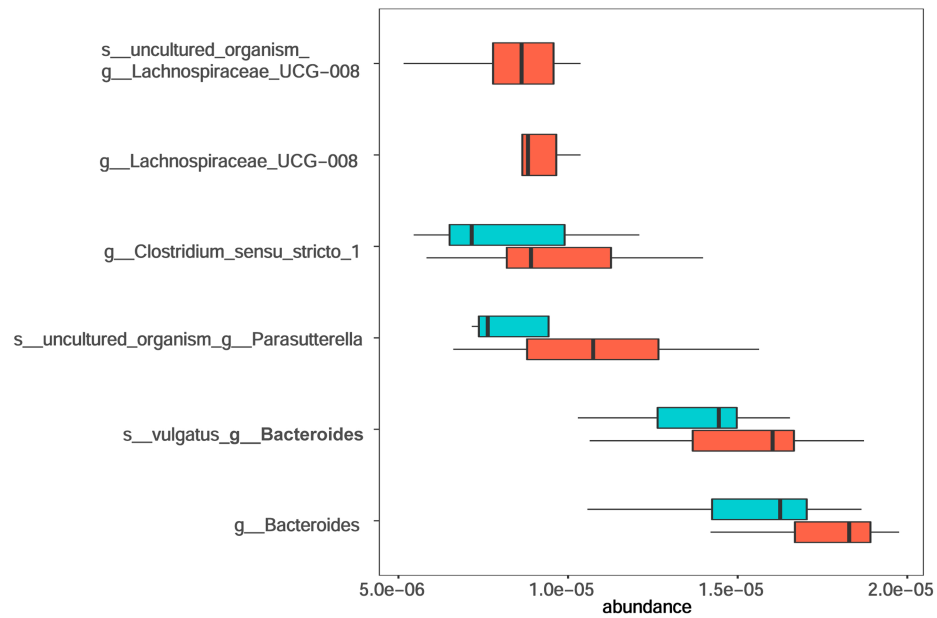 s__uncultured_organism_
g__Lachnospiraceae_UCG-008
g__Lachnospiraceae_UCG-008
g__Clostridium_sensu_stricto_1
s__uncultured_organism_g__Parasutterella
s__vulgatus_g__Bacteroides
g__Bacteroides
5.0e-06 1.0e-05 1.5e-05 2.0e-05
abundance